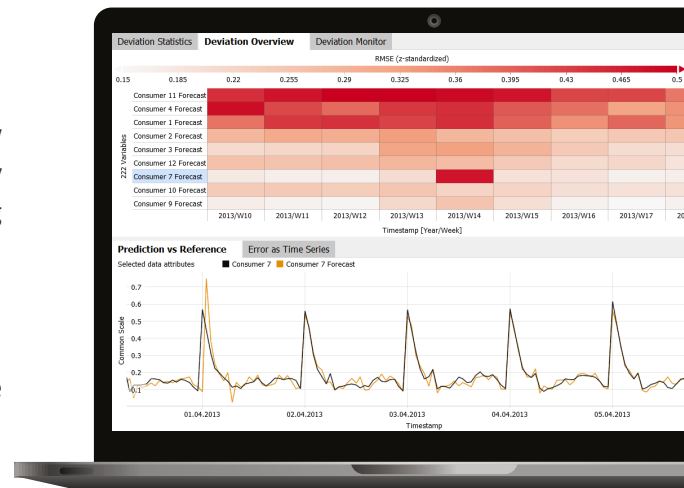 Deviation Statistics Deviation Overview Deviation Monitor
RMSE (z-standardized)
0.15 0.185 0.22 0.255 0.29 0.325 0.36 0.395 0.43 0.465 0.5
222 Variables
Consumer 11 Forecast
Consumer 4 Forecast
Consumer 1 Forecast
Consumer 2 Forecast
Consumer 3 Forecast
Consumer 12 Forecast
Consumer 7 Forecast
Consumer 10 Forecast
Consumer 9 Forecast
2013/W10 2013/W11 2013/W12 2013/W13 2013/W14 2013/W15 2013/W16 2013/W17 20
Timestamp [Year/Week]
Prediction vs Reference Error as Time Series
Selected data attributes Consumer 7 Consumer 7 Forecast
Common Scale
0.7
0.6
0.5
0.4
0.3
0.2
0.1
01.04.2013 02.04.2013 03.04.2013 04.04.2013 05.04.2013
Timestamp